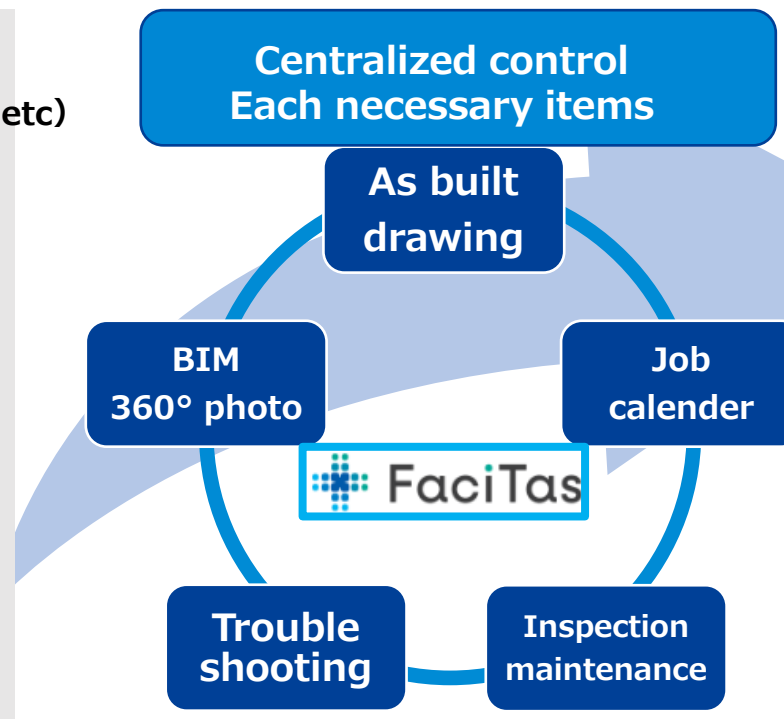 etc）
Centralized control
Each necessary items
As built
drawing
BIM
360° photo
Job
calender
FaciTas
Trouble
shooting
Inspection
maintenance